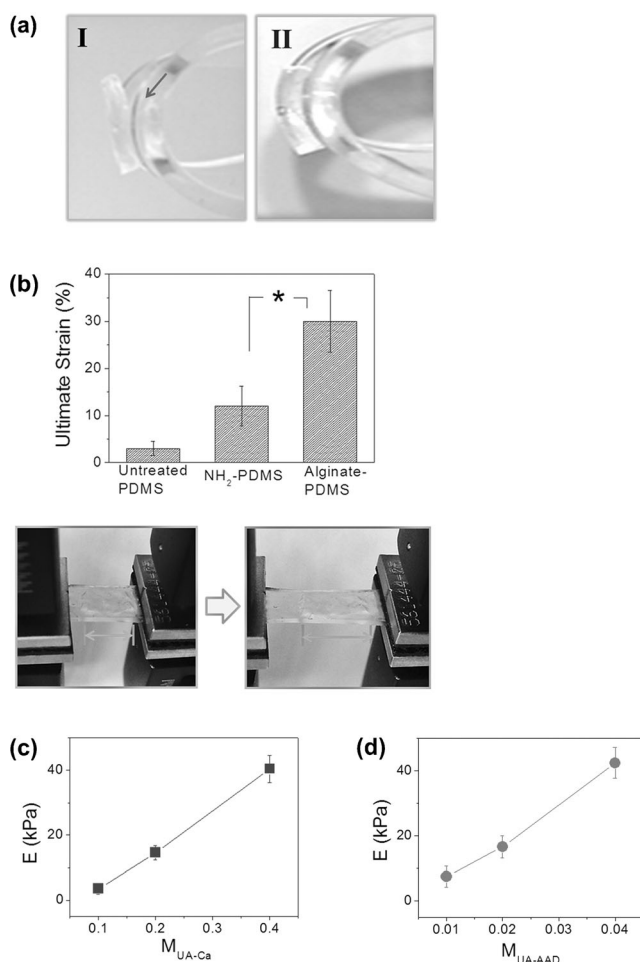 (a)
I
II
(b)
40
30
20
10
0
Ultimate Strain (%)
*
Untreated
PDMS
NH2-PDMS
Alginate-
PDMS
(c)
40
20
0
E (kPa)
0.1 0.2 0.3 0.4
MUA-Ca
(d)
40
20
0
E (kPa)
0.01 0.02 0.03 0.04
MUA-AAD